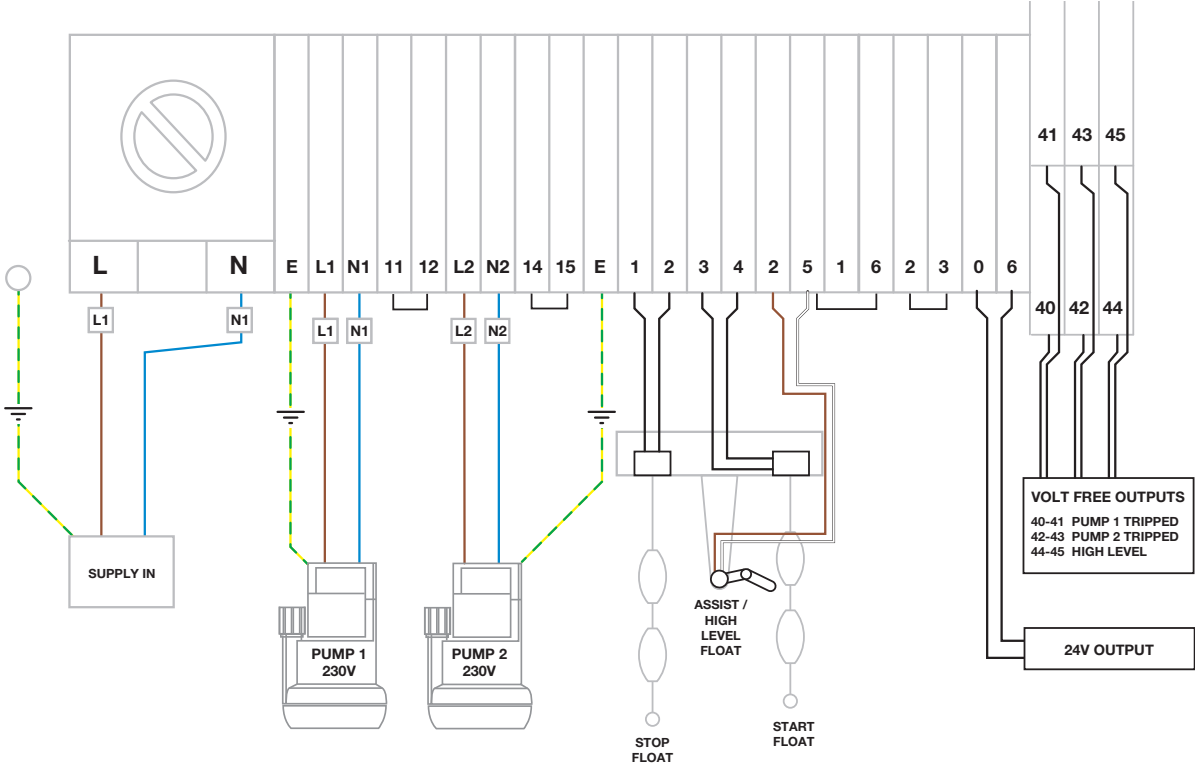 41 43 45
L N E L1 N1 11 12 L2 N2 14 15 E 1 2 3 4 2 5 1 6 2 3 0 6
40 42 44
L1 N1 L1 N1 L2 N2
VOLT FREE OUTPUTS
40-41 PUMP 1 TRIPPED
42-43 PUMP 2 TRIPPED
44-45 HIGH LEVEL
SUPPLY IN
ASSIST /
HIGH
LEVEL
FLOAT
PUMP 1
230V
PUMP 2
230V
24V OUTPUT
START
FLOAT
STOP
FLOAT